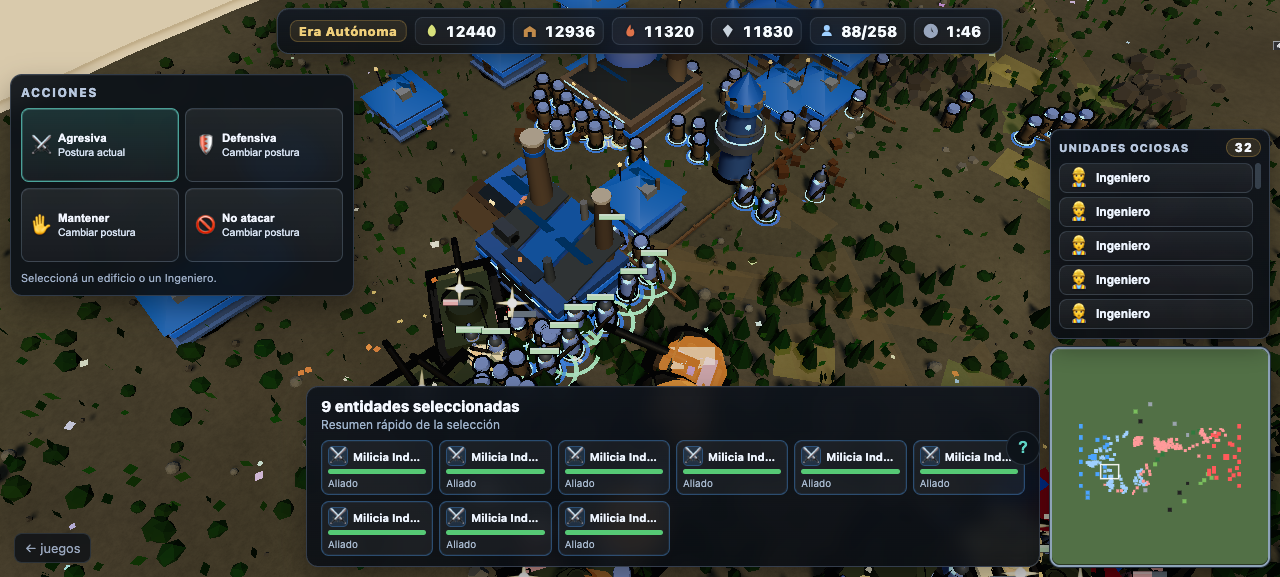 Era Autónoma 12440 12936 11320 11830 88/258 1:46
ACCIONES
Agresiva
Postura actual
Defensiva
Cambiar postura
Mantener
Cambiar postura
No atacar
Cambiar postura
Seleccioná un edificio o un Ingeniero.
UNIDADES OCIOSAS 32
Ingeniero
Ingeniero
Ingeniero
Ingeniero
Ingeniero
9 entidades seleccionadas
Resumen rápido de la selección
Milicia Ind...
Aliado
Milicia Ind...
Aliado
Milicia Ind...
Aliado
Milicia Ind...
Aliado
Milicia Ind...
Aliado
Milicia Ind...
Aliado
?
Milicia Ind...
Aliado
Milicia Ind...
Aliado
Milicia Ind...
Aliado
← juegos